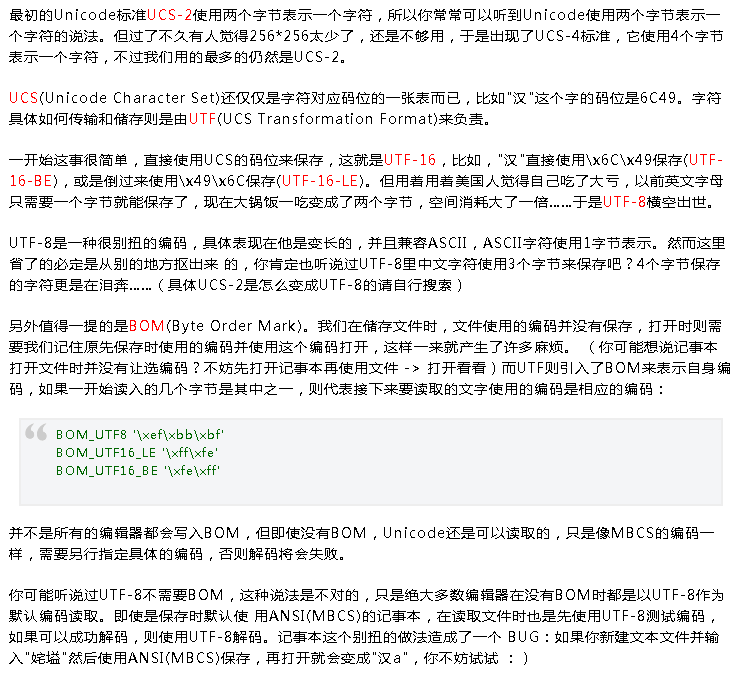 最初的Unicode标准UCS-2使用两个字节表示一个字符，所以你常常可以听到Unicode使用两个字节表示一
个字符的说法。但过了不久有人觉得256*256太少了，还是不够用，于是出现了UCS-4标准，它使用4个字节
表示一个字符，不过我们用的最多的仍然是UCS-2。
UCS(Unicode Character Set)还仅仅是字符对应码位的一张表而已，比如"汉"这个字的码位是6C49。字符
具体如何传输和储存则是由UTF(UCS Transformation Format)来负责。
一开始这事很简单，直接使用UCS的码位来保存，这就是UTF-16，比如，"汉"直接使用\x6C\x49保存(UTF-
16-BE)，或是倒过来使用\x49\x6C保存(UTF-16-LE)。但用着用着美国人觉得自己吃了大亏，以前英文字母
只需要一个字节就能保存了，现在大锅饭一吃变成了两个字节，空间消耗大了一倍……于是UTF-8横空出世。
UTF-8是一种很别扭的编码，具体表现在他是变长的，并且兼容ASCII，ASCII字符使用1字节表示。然而这里
省了的必定是从别的地方抠出来 的，你肯定也听说过UTF-8里中文字符使用3个字节来保存吧？4个字节保存
的字符更是在泪奔……（具体UCS-2是怎么变成UTF-8的请自行搜索）
另外值得一提的是BOM(Byte Order Mark)。我们在储存文件时，文件使用的编码并没有保存，打开时则需
要我们记住原先保存时使用的编码并使用这个编码打开，这样一来就产生了许多麻烦。 （你可能想说记事本
打开文件时并没有让选编码？不妨先打开记事本再使用文件 -> 打开看看）而UTF则引入了BOM来表示自身编
码，如果一开始读入的几个字节是其中之一，则代表接下来要读取的文字使用的编码是相应的编码：
BOM_UTF8 '\xef\xbb\xbf'
BOM_UTF16_LE '\xff\xfe'
BOM_UTF16_BE '\xfe\xff'
并不是所有的编辑器都会写入BOM，但即使没有BOM，Unicode还是可以读取的，只是像MBCS的编码一
样，需要另行指定具体的编码，否则解码将会失败。
你可能听说过UTF-8不需要BOM，这种说法是不对的，只是绝大多数编辑器在没有BOM时都是以UTF-8作为
默认编码读取。即使是保存时默认使 用ANSI(MBCS)的记事本，在读取文件时也是先使用UTF-8测试编码，
如果可以成功解码，则使用UTF-8解码。记事本这个别扭的做法造成了一个 BUG：如果你新建文本文件并输
入"姹塧"然后使用ANSI(MBCS)保存，再打开就会变成"汉a"，你不妨试试 ：）